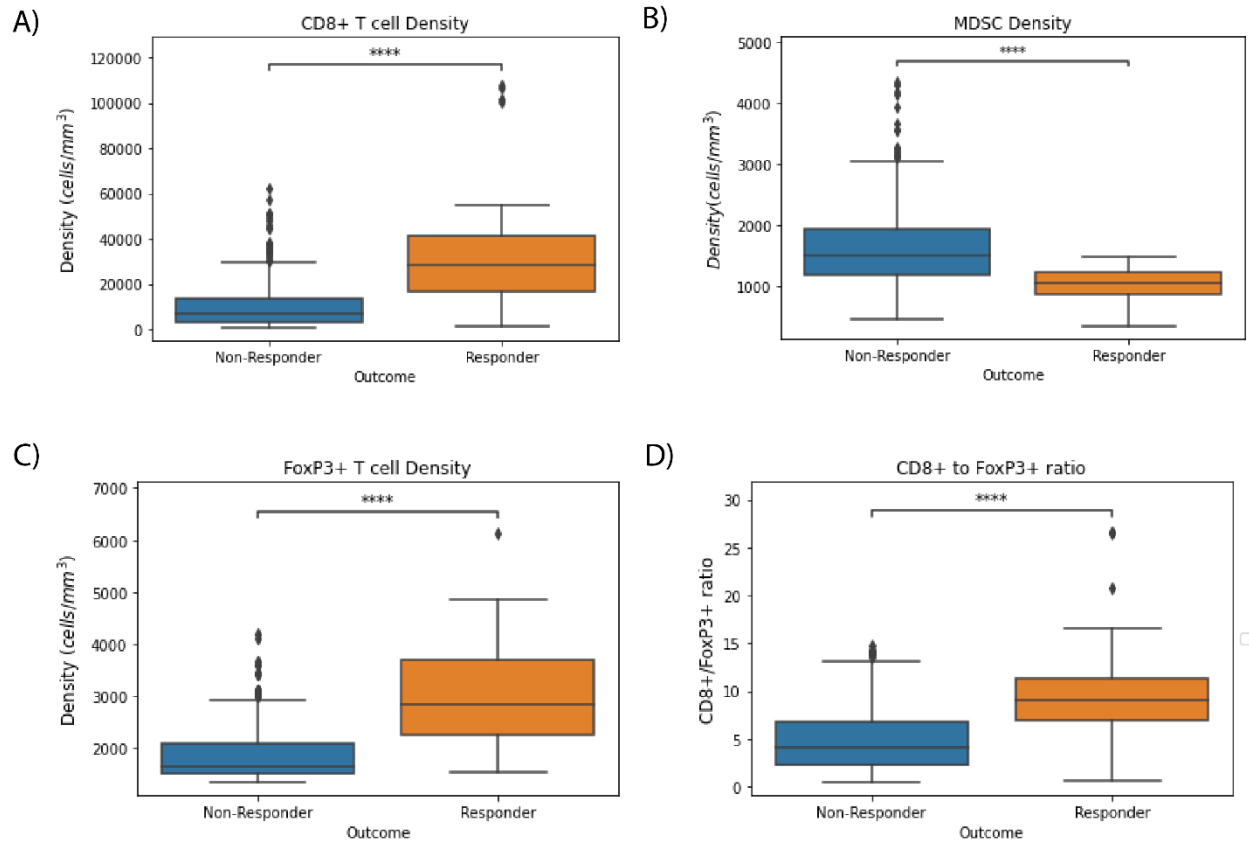 A)
CD8+ T cell Density
****
Density (cells/mm³)
120000
100000
80000
60000
40000
20000
0
Non-Responder
Responder
Outcome
B)
MDSC Density
****
Density(cells/mm³)
5000
4000
3000
2000
1000
Non-Responder
Responder
Outcome
C)
FoxP3+ T cell Density
****
Density (cells/mm³)
7000
6000
5000
4000
3000
2000
Non-Responder
Responder
Outcome
D)
CD8+ to FoxP3+ ratio
****
CD8+/FoxP3+ ratio
30
25
20
15
10
5
0
Non-Responder
Responder
Outcome